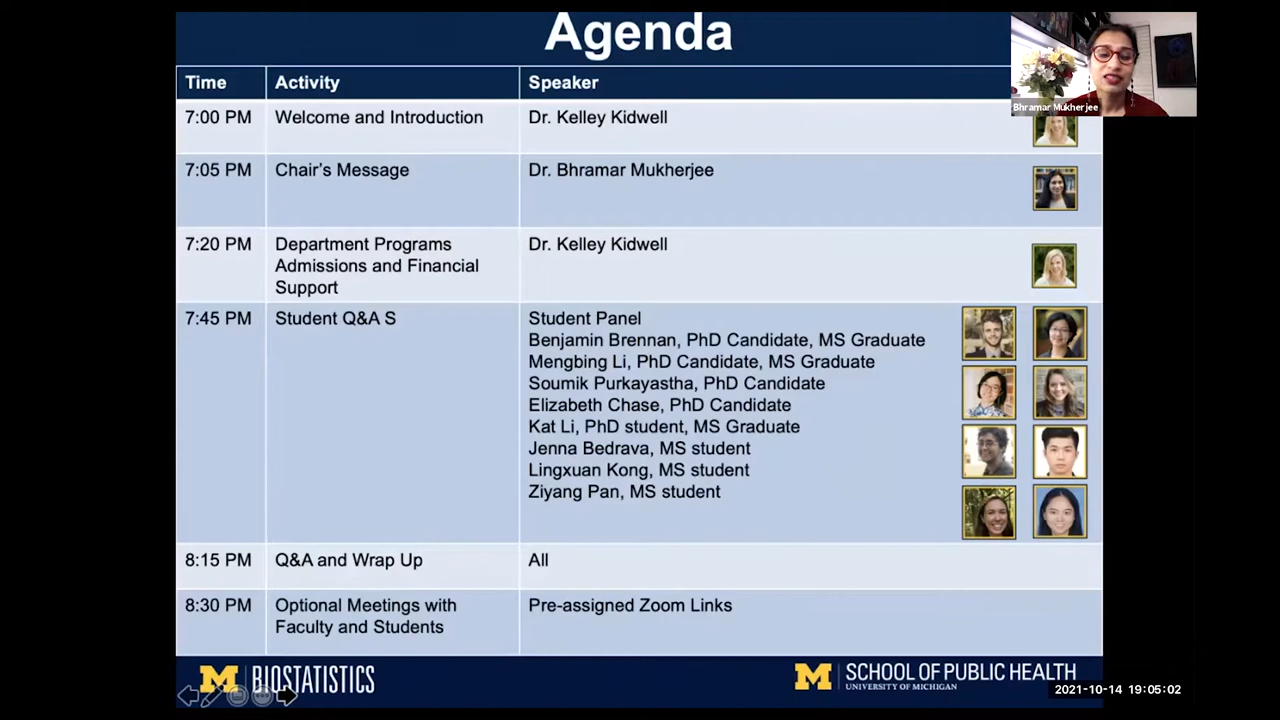 Agenda
Bhramar Mukherjee
Time Activity Speaker
7:00 PM Welcome and Introduction Dr. Kelley Kidwell
7:05 PM Chair's Message Dr. Bhramar Mukherjee
7:20 PM Department Programs Dr. Kelley Kidwell
Admissions and Financial
Support
7:45 PM Student Q&A S Student Panel
Benjamin Brennan, PhD Candidate, MS Graduate
Mengbing Li, PhD Candidate, MS Graduate
Soumik Purkayastha, PhD Candidate
Elizabeth Chase, PhD Candidate
Kat Li, PhD student, MS Graduate
Jenna Bedrava, MS student
Lingxuan Kong, MS student
Ziyang Pan, MS student
8:15 PM Q&A and Wrap Up All
8:30 PM Optional Meetings with Pre-assigned Zoom Links
Faculty and Students
M BIOSTATISTICS M SCHOOL OF PUBLIC HEALTH
UNIVERSITY OF MICHIGAN
2021-10-14 19:05:02